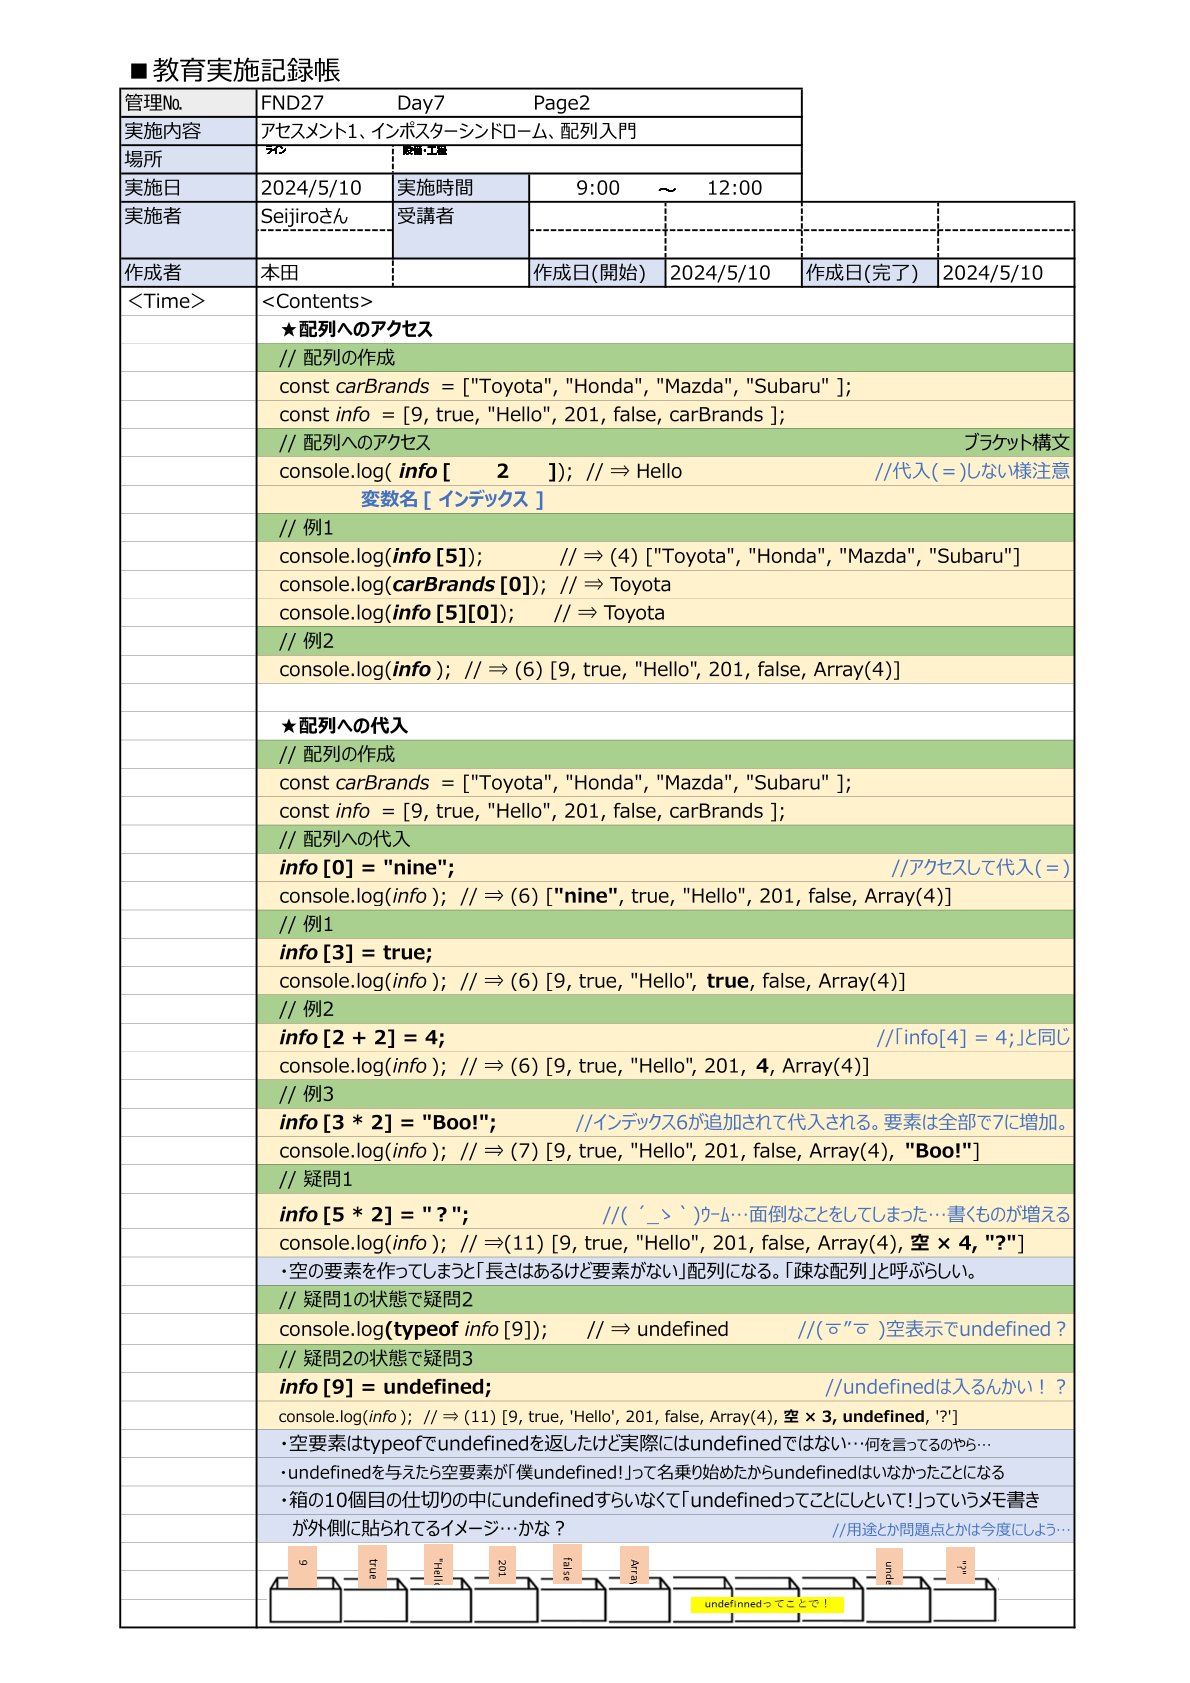 ■教育実施記録帳
管理No. FND27 Day7 Page2
実施内容 アセスメント1、インポスターシンドローム、配列入門
場所 ライン 設備・工程
実施日 2024/5/10 実施時間 9:00 ～ 12:00
実施者 Seijiroさん 受講者
作成者 本田 作成日(開始) 2024/5/10 作成日(完了) 2024/5/10
＜Time＞ <Contents>
★配列へのアクセス
// 配列の作成
const carBrands = ["Toyota", "Honda", "Mazda", "Subaru" ];
const info = [9, true, "Hello", 201, false, carBrands ];
// 配列へのアクセス ブラケット構文
console.log( info [ 2 ]); // ⇒ Hello //代入(＝)しない様注意
変数名 [ インデックス ]
// 例1
console.log(info [5]); // ⇒ (4) ["Toyota", "Honda", "Mazda", "Subaru"]
console.log(carBrands [0]); // ⇒ Toyota
console.log(info [5][0]); // ⇒ Toyota
// 例2
console.log(info ); // ⇒ (6) [9, true, "Hello", 201, false, Array(4)]
★配列への代入
// 配列の作成
const carBrands = ["Toyota", "Honda", "Mazda", "Subaru" ];
const info = [9, true, "Hello", 201, false, carBrands ];
// 配列への代入
info [0] = "nine"; //アクセスして代入(＝)
console.log(info ); // ⇒ (6) ["nine", true, "Hello", 201, false, Array(4)]
// 例1
info [3] = true;
console.log(info ); // ⇒ (6) [9, true, "Hello", true, false, Array(4)]
// 例2
info [2 + 2] = 4; //｢info[4] = 4;｣と同じ
console.log(info ); // ⇒ (6) [9, true, "Hello", 201, 4, Array(4)]
// 例3
info [3 * 2] = "Boo!"; //インデックス6が追加されて代入される。要素は全部で7に増加。
console.log(info ); // ⇒ (7) [9, true, "Hello", 201, false, Array(4), "Boo!"]
// 疑問1
info [5 * 2] = "？"; //( ´_ゝ｀)ｳｰﾑ…面倒なことをしてしまった…書くものが増える
console.log(info ); // ⇒(11) [9, true, "Hello", 201, false, Array(4), 空 × 4, "?"]
・空の要素を作ってしまうと｢長さはあるけど要素がない｣配列になる。｢疎な配列｣と呼ぶらしい。
// 疑問1の状態で疑問2
console.log(typeof info [9]); // ⇒ undefined //(ㅎ"ㅎ )空表示でundefined？
// 疑問2の状態で疑問3
info [9] = undefined; //undefinedは入るんかい！？
console.log(info ); // ⇒ (11) [9, true, 'Hello', 201, false, Array(4), 空 × 3, undefined, '?']
・空要素はtypeofでundefinedを返したけど実際にはundefinedではない…何を言ってるのやら…
・undefinedを与えたら空要素が｢僕undefined!｣って名乗り始めたからundefinedはいなかったことになる
・箱の10個目の仕切りの中にundefinedすらいなくて｢undefinedってことにしといて!｣っていうメモ書き
が外側に貼られてるイメージ…かな？ //用途とか問題点とかは今度にしよう…
9 true "Hello 201 false Array unde "?"
undefinnedってことで！